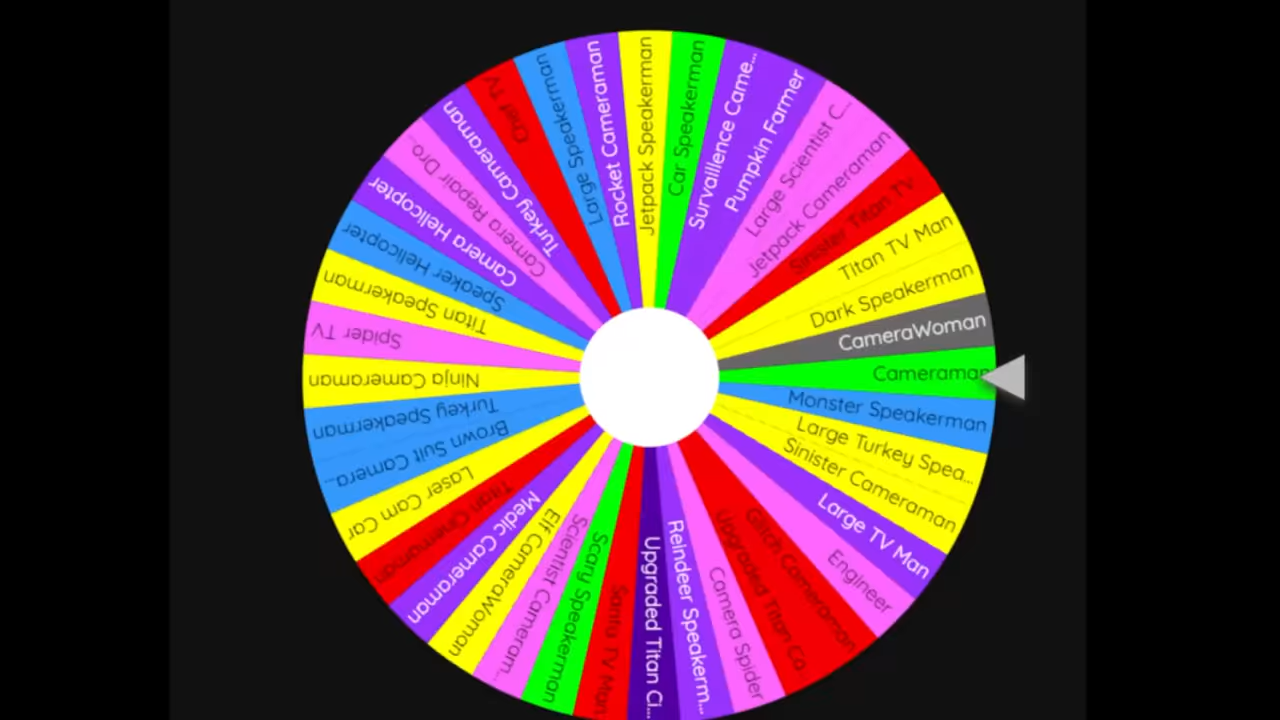 Jetpack Speakerman
Car Speakerman
Survaillence Came...
Pumpkin Farmer
Large Scientist C...
Jetpack Cameraman
Sinister Titan TV
Titan TV Man
Dark Speakerman
CameraWoman
Cameraman
Monster Speakerman
Large Turkey Spea...
Sinister Cameraman
Large TV Man
Engineer
Glitch Cameraman
Upgraded Titan Ca...
Camera Spider
Reindeer Speakerm...
Upgraded Titan Ci...
Santa TV Man
Scary Speakerman
Scientist Cameram...
Elf CameraWoman
Medic Cameraman
Titan Cinemaman
Laser Cam Car
Brown Suit Camera...
Turkey Speakerman
Ninja Cameraman
Spider TV
Titan Speakerman
Speaker Helicopter
Camera Helicopter
Camera Repair Dro...
Turkey Cameraman
Chef TV
Large Speakerman
Rocket Cameraman